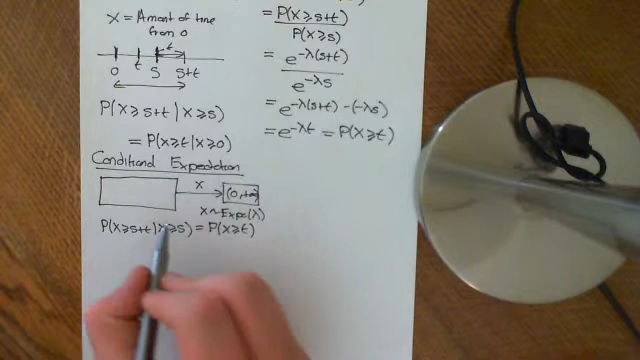 X = Amount of time
from 0
t
0 t s s+t
P(X≥s+t | X≥s)
= P(X≥t | X≥0)
= P(X≥s+t)
P(X≥s)
= e^-λ(s+t)
e^-λs
= e^-λ(s+t) -(-λs)
= e^-λt = P(X≥t)
Conditional Expectation
X
(0,+∞)
X~Expo(λ)
P(X≥s+t | X≥s) = P(X≥t)